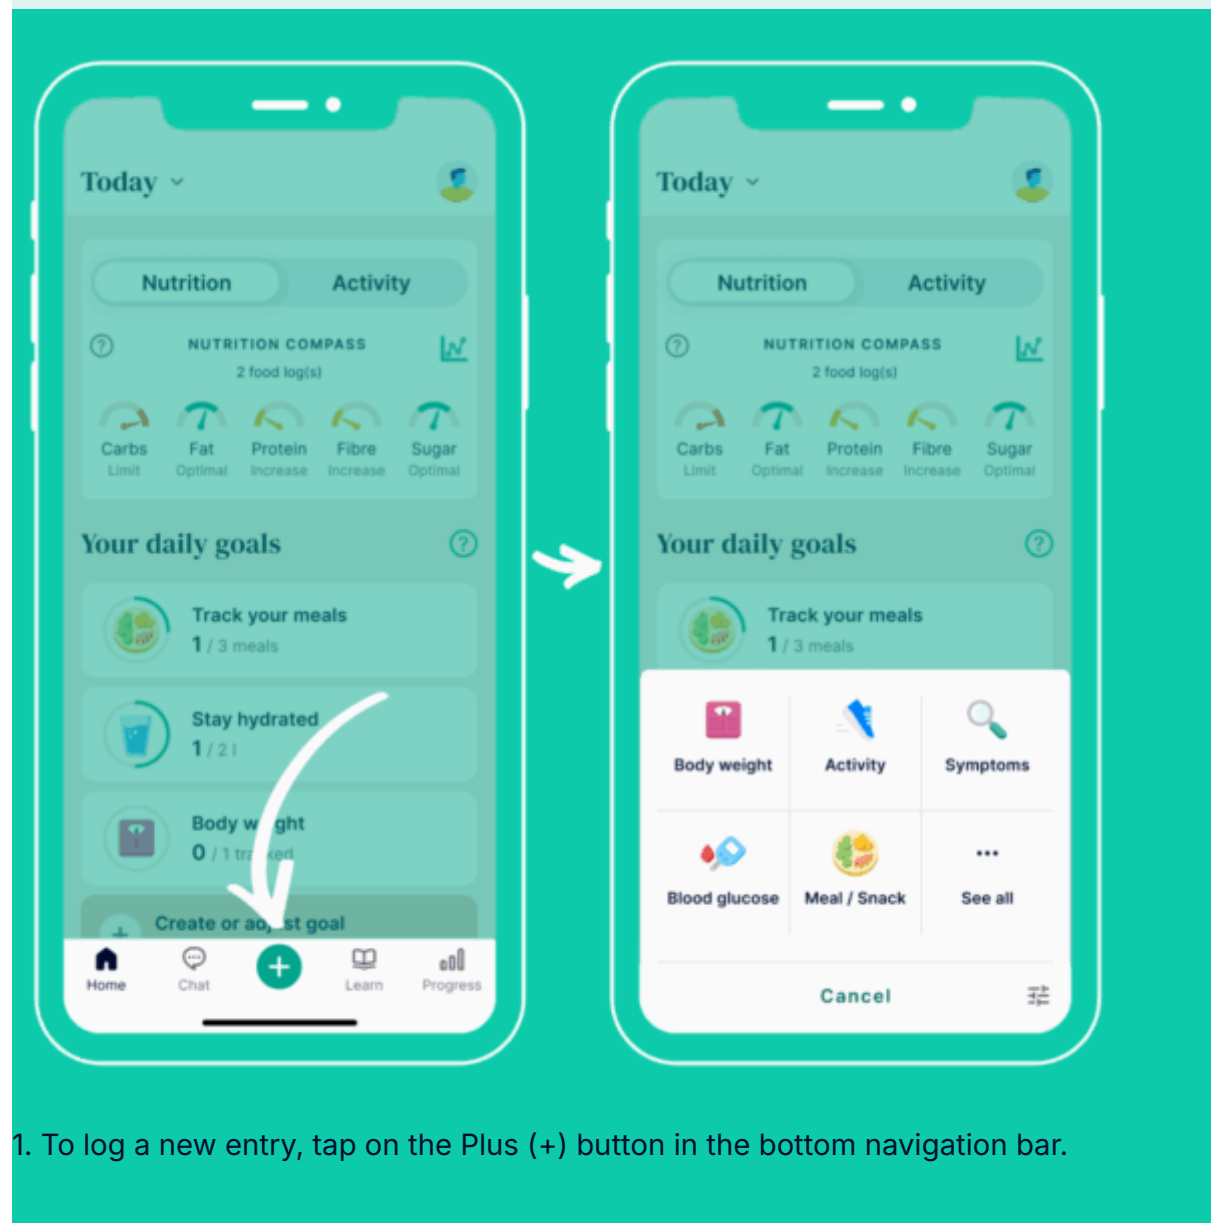 Today
Nutrition Activity
NUTRITION COMPASS
2 food log(s)
Carbs Fat Protein Fibre Sugar
Limit Optimal Increase Increase Optimal
Your daily goals
Track your meals
1 / 3 meals
Stay hydrated
1 / 2 l
Body w ght
0 / 1 tra ked
Create or adj st goal
Home Chat Learn Progress
Today
Nutrition Activity
NUTRITION COMPASS
2 food log(s)
Carbs Fat Protein Fibre Sugar
Limit Optimal Increase Increase Optimal
Your daily goals
Track your meals
1 / 3 meals
Body weight Activity Symptoms
Blood glucose Meal / Snack See all
Cancel
1. To log a new entry, tap on the Plus (+) button in the bottom navigation bar.